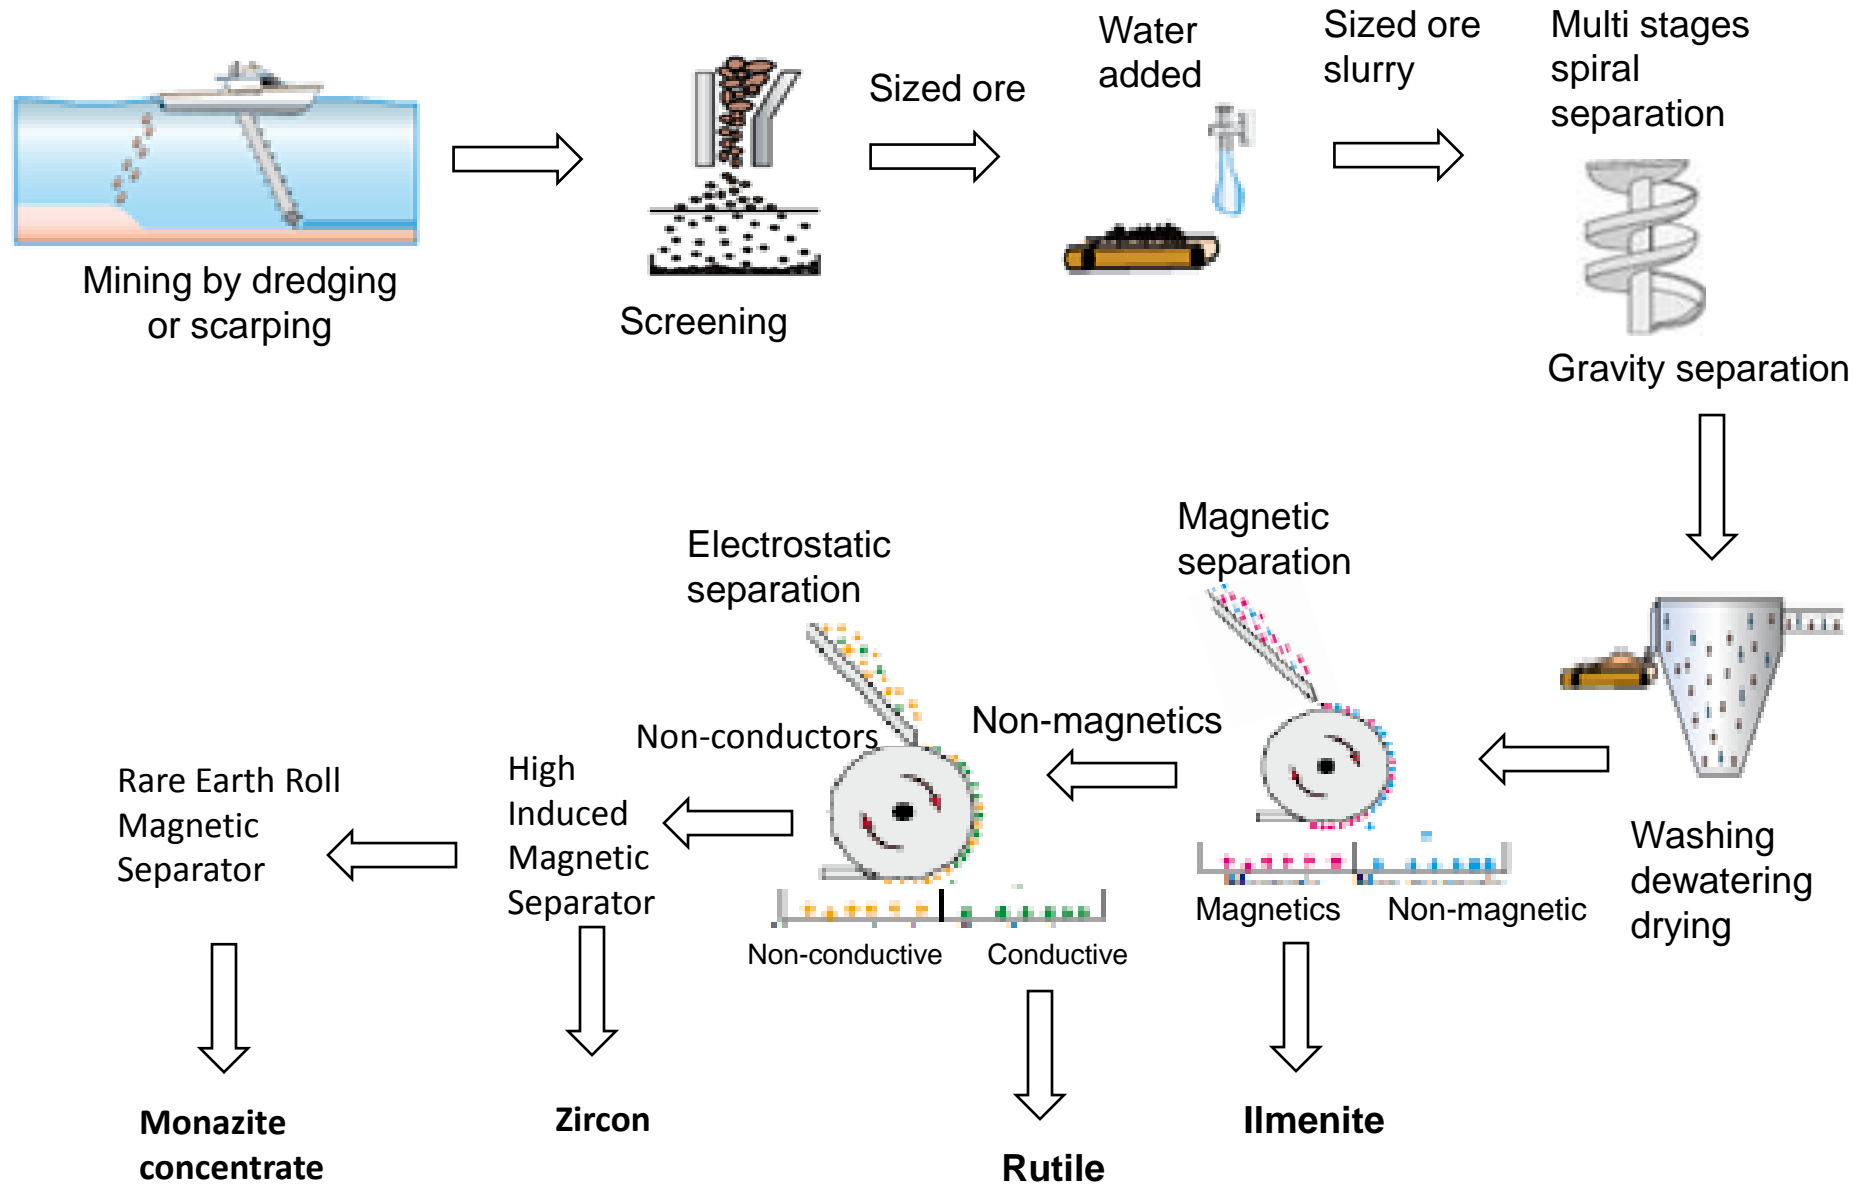 Mining by dredging
or scarping
Screening
Sized ore
Water
added
Sized ore
slurry
Multi stages
spiral
separation
Gravity separation
Washing
dewatering
drying
Magnetic
separation
Magnetics
Non-magnetic
Ilmenite
Non-magnetics
Electrostatic
separation
Non-conductive
Conductive
Rutile
Non-conductors
High
Induced
Magnetic
Separator
Zircon
Rare Earth Roll
Magnetic
Separator
Monazite
concentrate